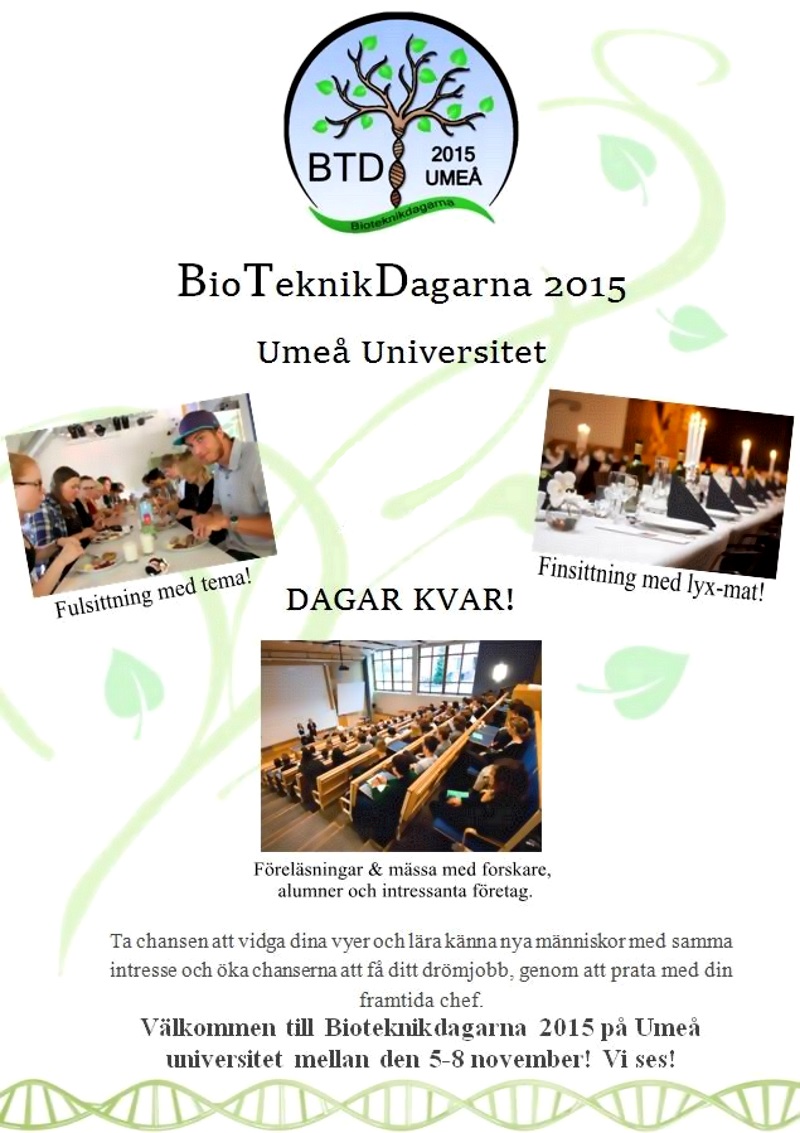 BTD
2015
UMEÅ
Bioteknikdagarna
BioTeknikDagarna 2015
Umeå Universitet
Fulsittning med tema!
Finsittning med lyx-mat!
DAGAR KVAR!
Föreläsningar & mässa med forskare,
alumner och intressanta företag.
Ta chansen att vidga dina vyer och lära känna nya människor med samma
intresse och öka chanserna att få ditt drömjobb, genom att prata med din
framtida chef.
Välkommen till Bioteknikdagarna 2015 på Umeå
universitet mellan den 5-8 november! Vi ses!